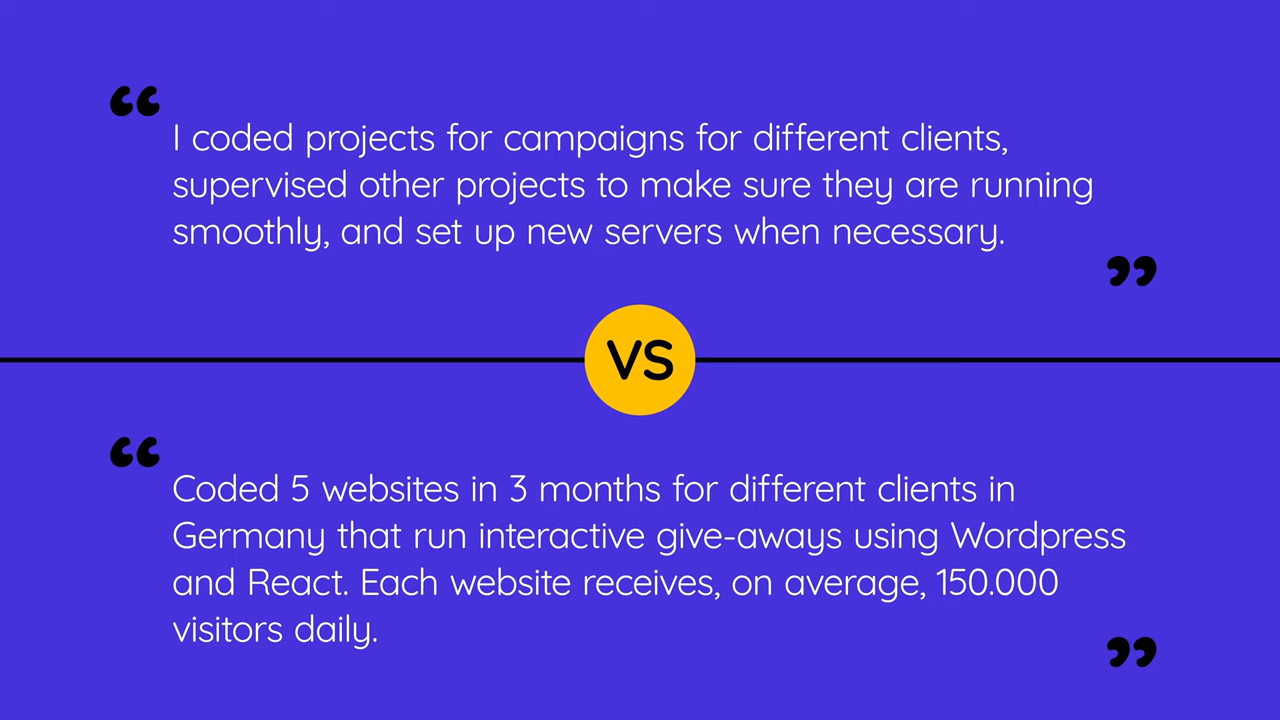 “
I coded projects for campaigns for different clients,
supervised other projects to make sure they are running
smoothly, and set up new servers when necessary.
”
VS
“
Coded 5 websites in 3 months for different clients in
Germany that run interactive give-aways using Wordpress
and React. Each website receives, on average, 150.000
visitors daily.
”